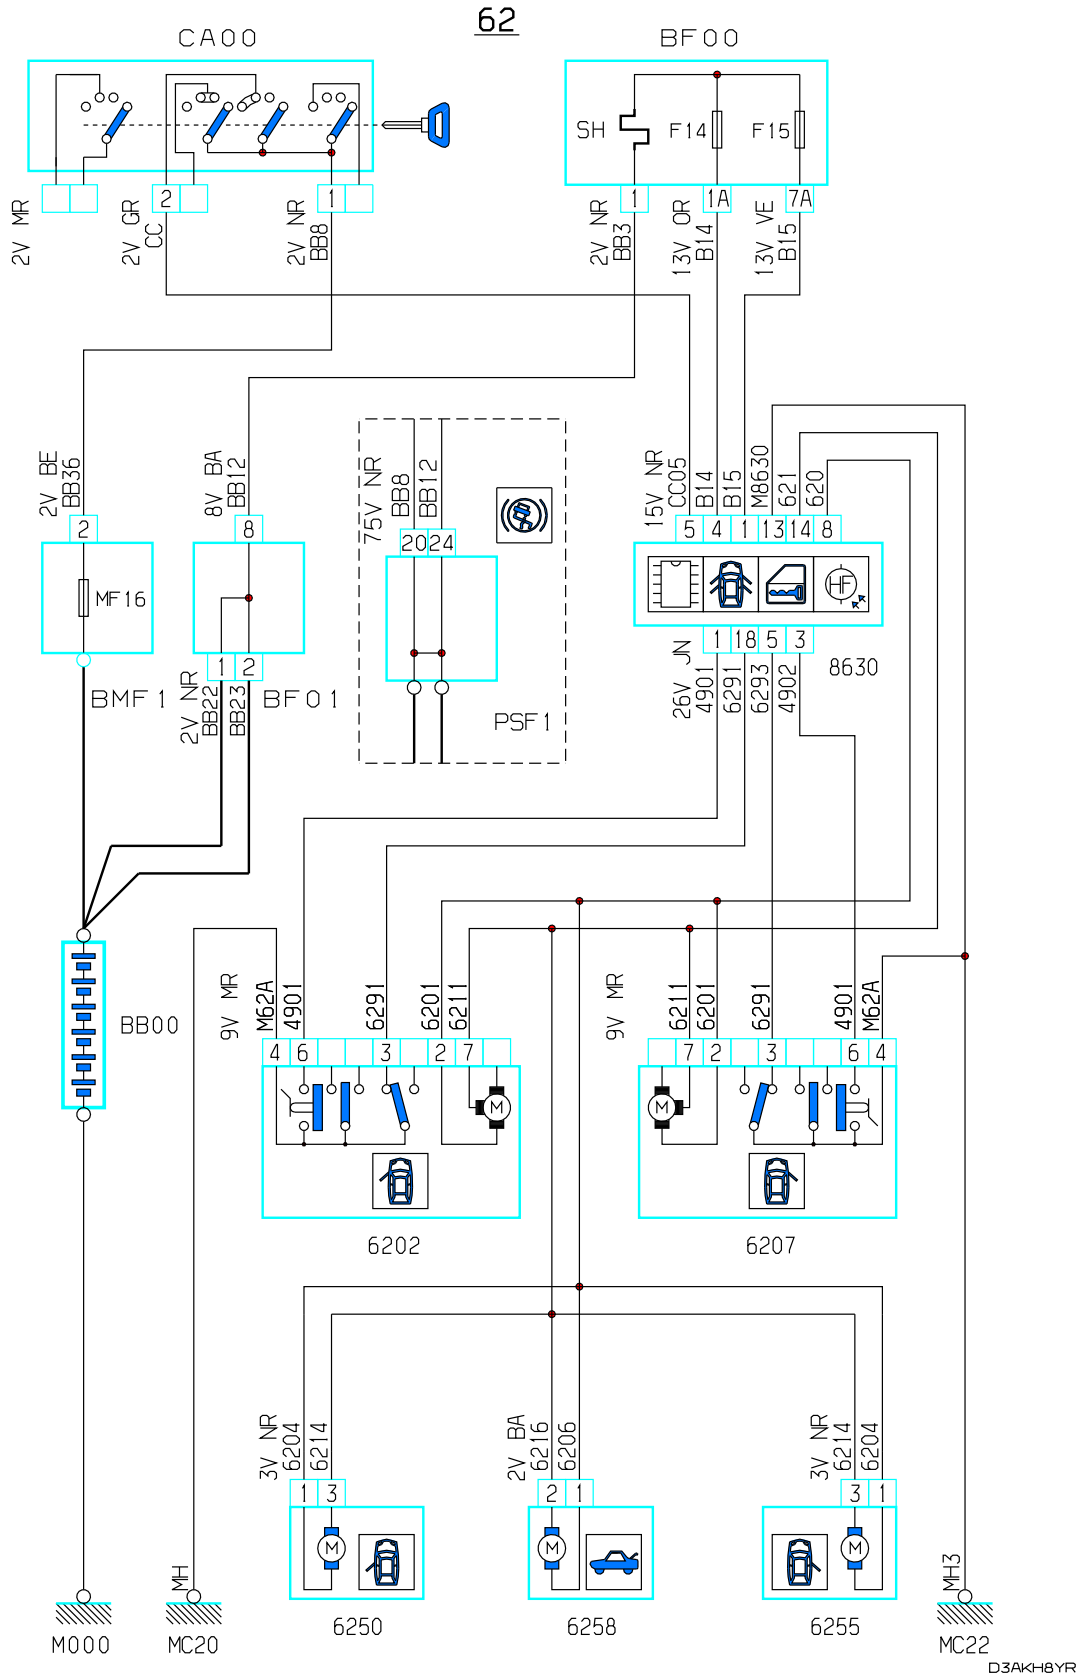 62
CA00
BF00
SH
F14
F15
2
1
1
1A
7A
2V MR
2V GR
CC
2V NR
BB8
2V NR
BB3
13V OR
B14
13V VE
B15
2V BE
BB36
8V BA
BB12
75V NR
BB8
BB12
15V NR
CC05
B14
B15
M8630
621
620
2
8
20
24
5
4
1
13
14
8
MF16
HF
1
2
1
18
5
3
BMF1
2V NR
BB22
BB23
BF01
PSF1
26V JN
4901
6291
6293
4902
8630
BB00
9V MR
M62A
4901
6291
6201
6211
9V MR
6211
6201
6291
4901
M62A
4
6
3
2
7
7
2
3
6
4
M
M
6202
6207
3V NR
6204
6214
2V BA
6216
6206
3V NR
6214
6204
1
3
2
1
3
1
M
M
M
MH
MH3
6250
6258
6255
M000
MC20
MC22
D3AKH8YR